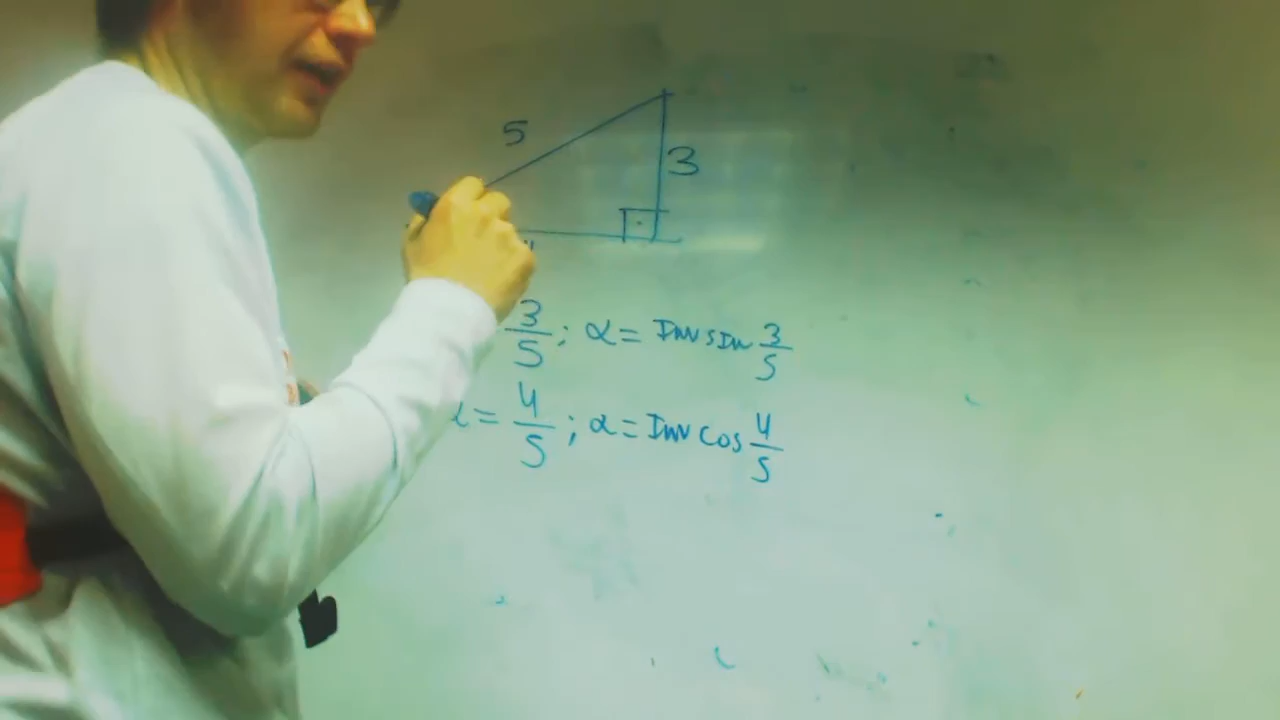 5
3
3/5; α = Inv sin 3/5
α = 4/5; α = Inv cos 4/5